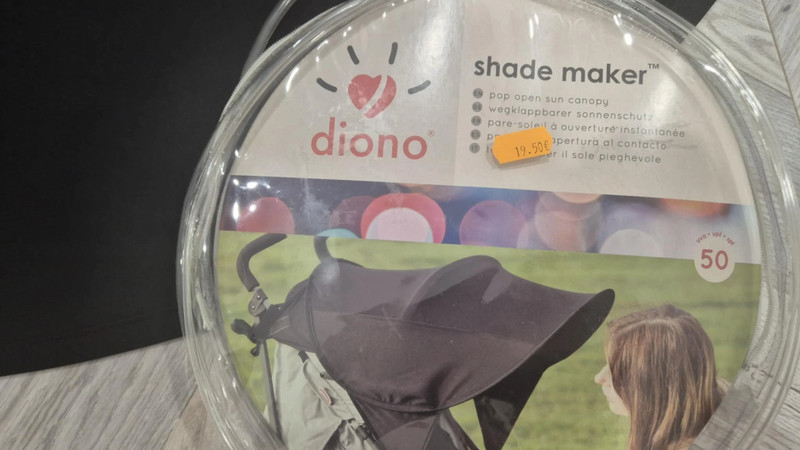 diono®
shade maker™
pop open sun canopy
wegklappbarer sonnenschutz
pare-soleil à ouverture instantanée
apertura al contacto
il sole pieghevole
19.50€
50